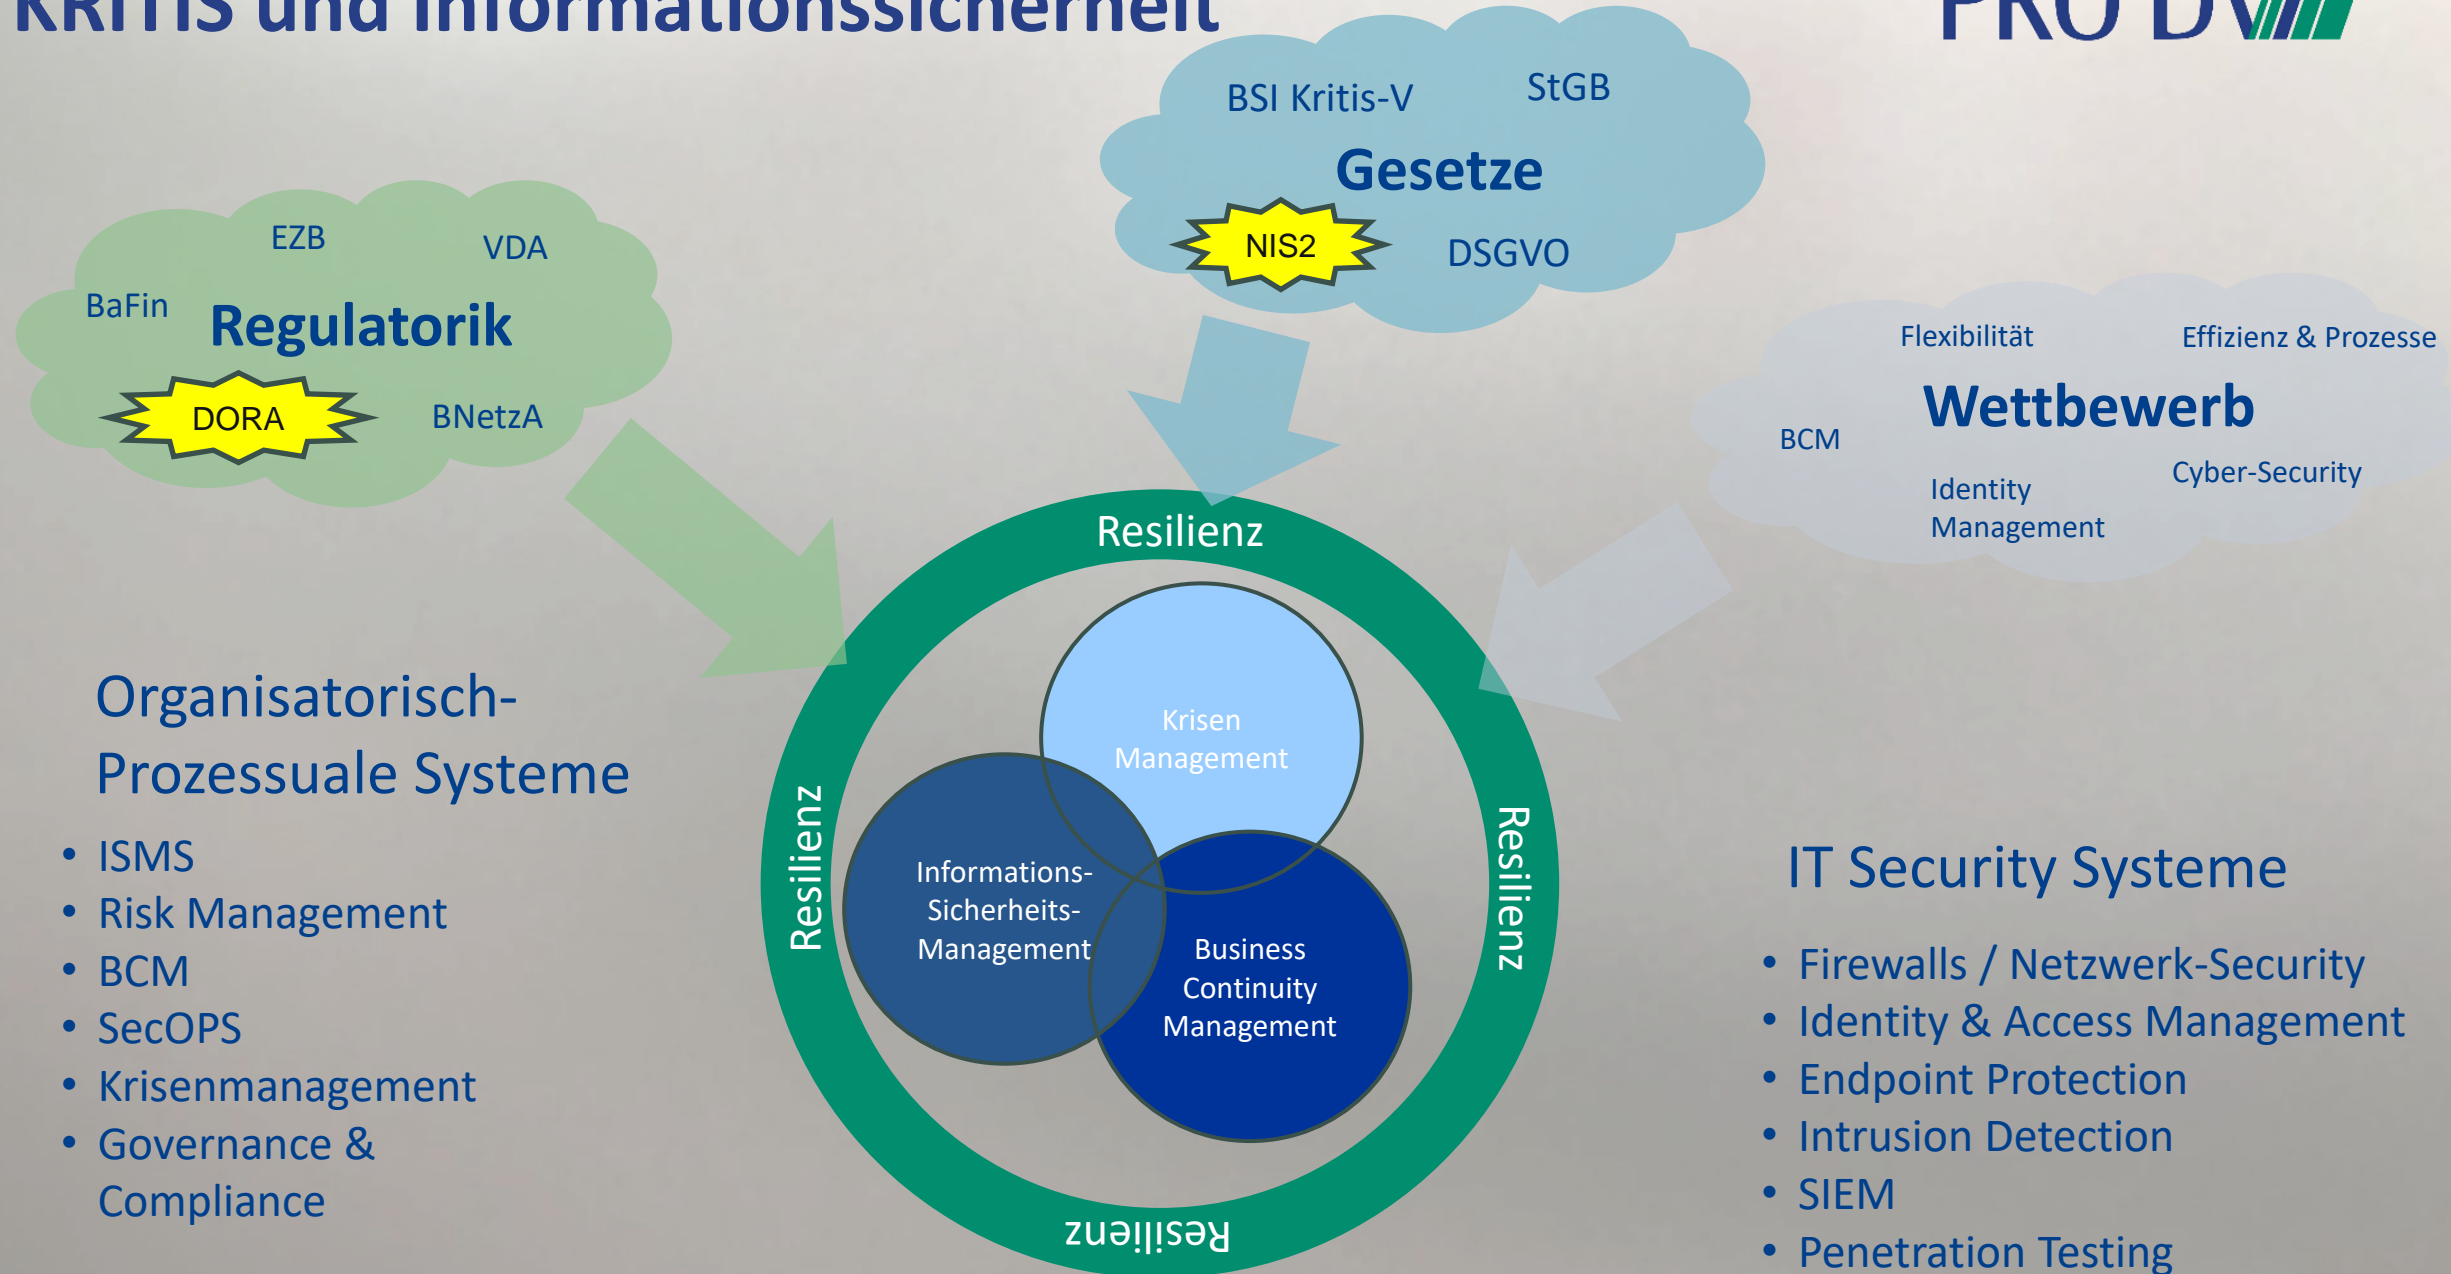 KRITIS und Informationssicherheit
PRO DV
BSI Kritis-V
StGB
Gesetze
NIS2
DSGVO
EZB
VDA
BaFin
Regulatorik
DORA
BNetzA
Flexibilität
Effizienz & Prozesse
Wettbewerb
BCM
Cyber-Security
Identity
Management
Resilienz
Resilienz
Resilienz
Resilienz
Krisen
Management
Informations-
Sicherheits-
Management
Business
Continuity
Management
Organisatorisch-
Prozessuale Systeme
• ISMS
• Risk Management
• BCM
• SecOPS
• Krisenmanagement
• Governance &
Compliance
IT Security Systeme
• Firewalls / Netzwerk-Security
• Identity & Access Management
• Endpoint Protection
• Intrusion Detection
• SIEM
• Penetration Testing